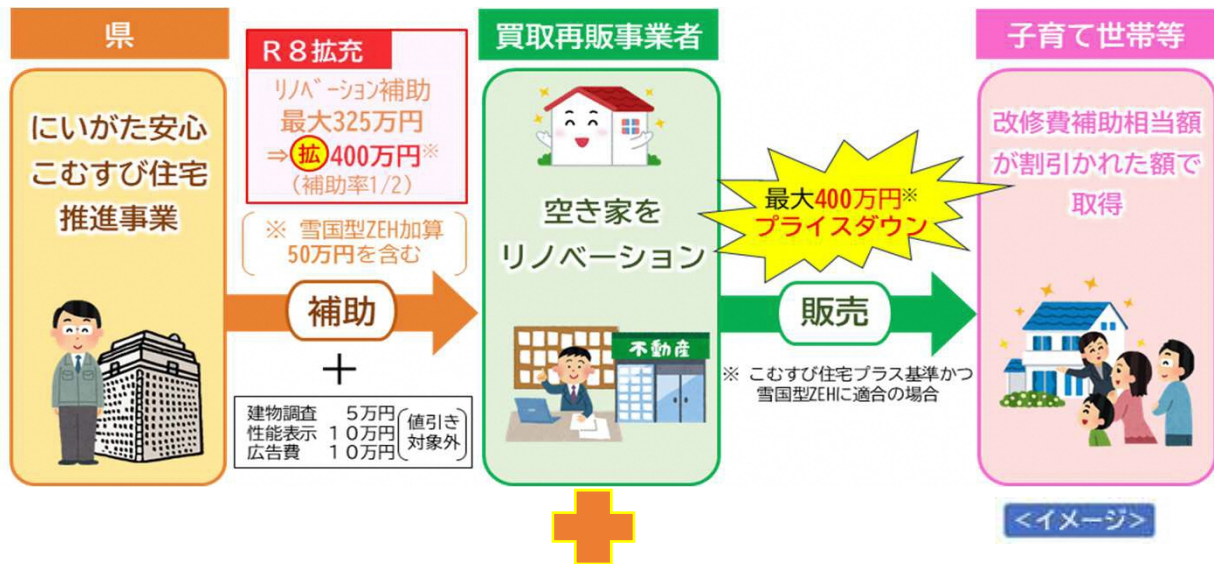 県
にいがた安心
こむすび住宅
推進事業
R8拡充
ﾘﾉﾍﾞｰｼｮﾝ補助
最大325万円
⇒拡400万円※
(補助率1/2)
※ 雪国型ZEH加算
50万円を含む
補助
+
建物調査 5万円
性能表示 10万円
広告費 10万円
値引き
対象外
買取再販事業者
空き家を
リノベーション
不動産
最大400万円※
プライスダウン
販売
※ こむすび住宅プラス基準かつ
雪国型ZEHに適合の場合
子育て世帯等
改修費補助相当額
が割引かれた額で
取得
<イメージ>